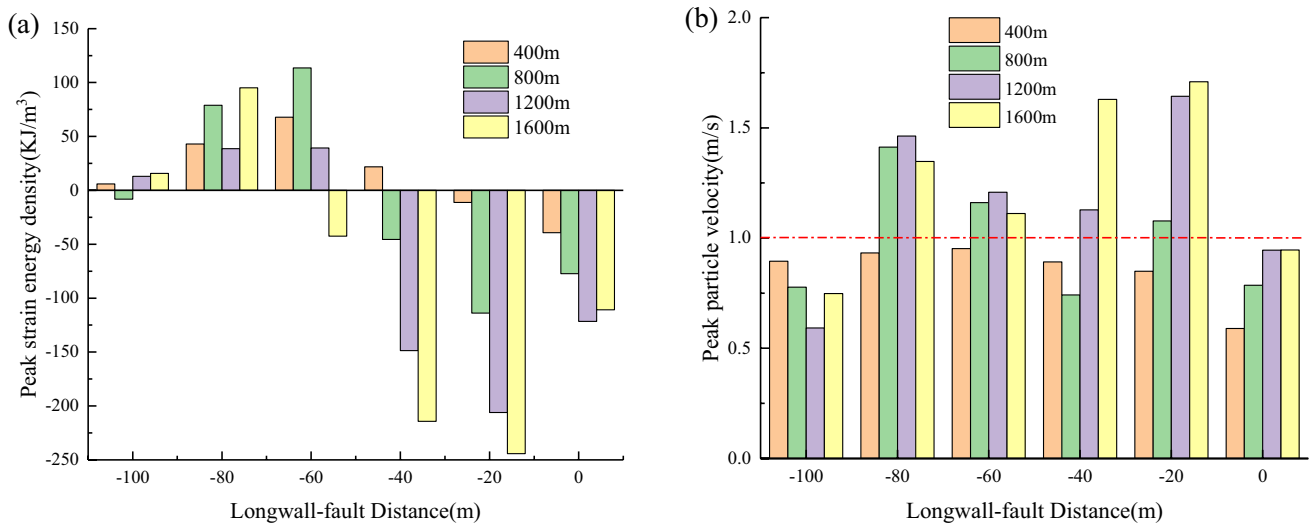 (a)
150
100
50
0
-50
-100
-150
-200
-250
Peak strain energy density(KJ/m³)
400m
800m
1200m
1600m
-100 -80 -60 -40 -20 0
Longwall-fault Distance(m)
(b)
2.0
1.5
1.0
0.5
0.0
Peak particle velocity(m/s)
400m
800m
1200m
1600m
-100 -80 -60 -40 -20 0
Longwall-fault Distance(m)